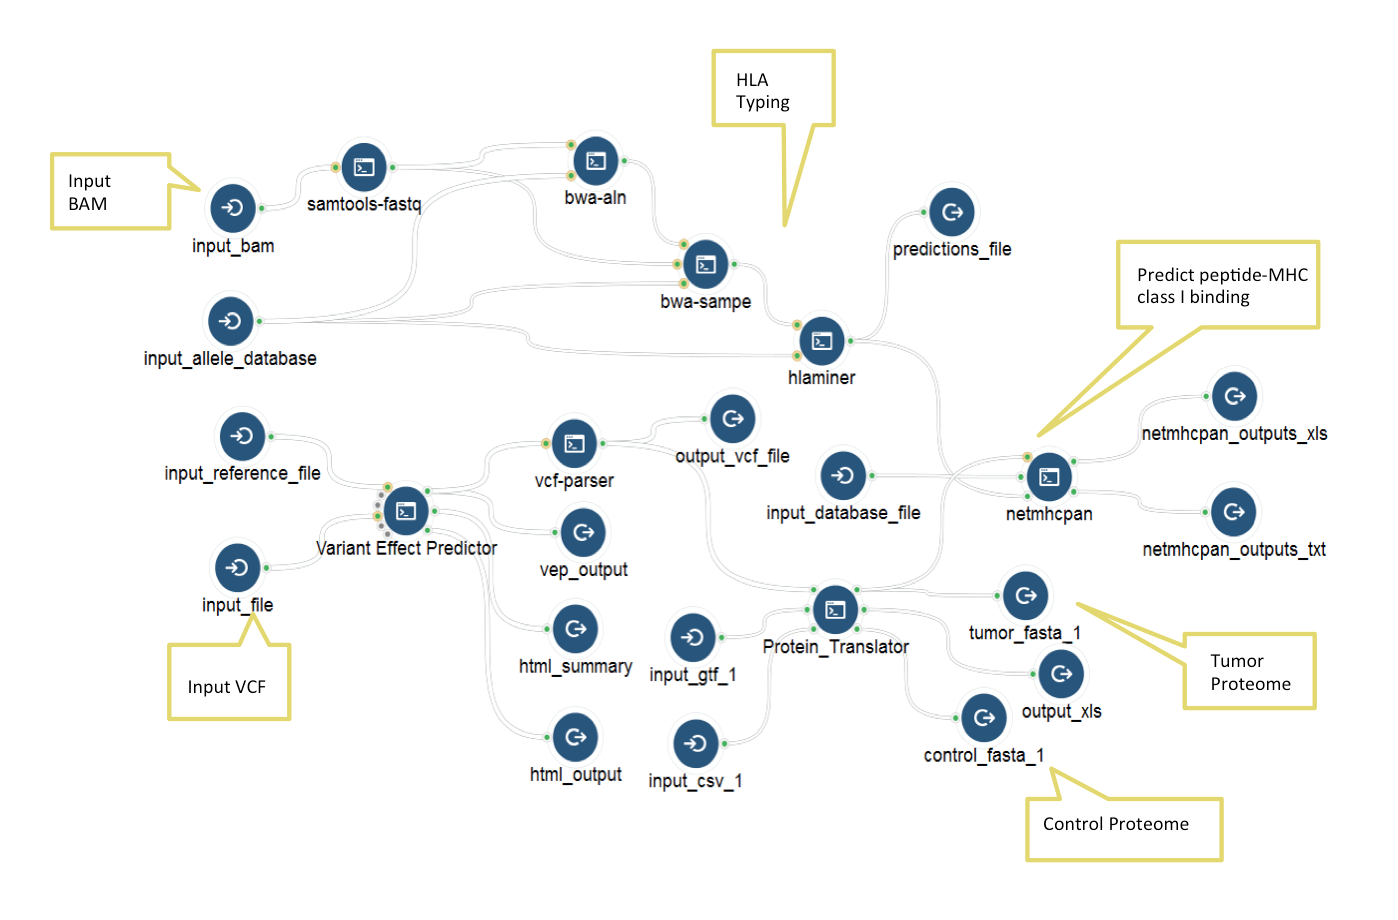 HLA
Typing
Input
BAM
samtools-fastq
bwa-aln
input_bam
predictions_file
Predict peptide-MHC
class I binding
bwa-sampe
input_allele_database
hlaminer
netmhcpan_outputs_xls
input_reference_file
vcf-parser
output_vcf_file
input_database_file
netmhcpan
Variant Effect Predictor
vep_output
netmhcpan_outputs_txt
input_file
tumor_fasta_1
Protein_Translator
html_summary
input_gtf_1
Tumor
Proteome
Input VCF
output_xls
control_fasta_1
html_output
input_csv_1
Control Proteome